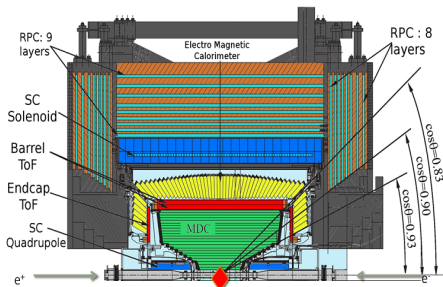 RPC: 9
layers
Electro Magnetic
Calorimeter
RPC : 8
layers
SC
Solenoid
Barrel
ToF
Endcap
ToF
SC
Quadrupole
MDC
cosθ=0.83
cosθ=0.90
cosθ=0.93
e⁺
e⁻